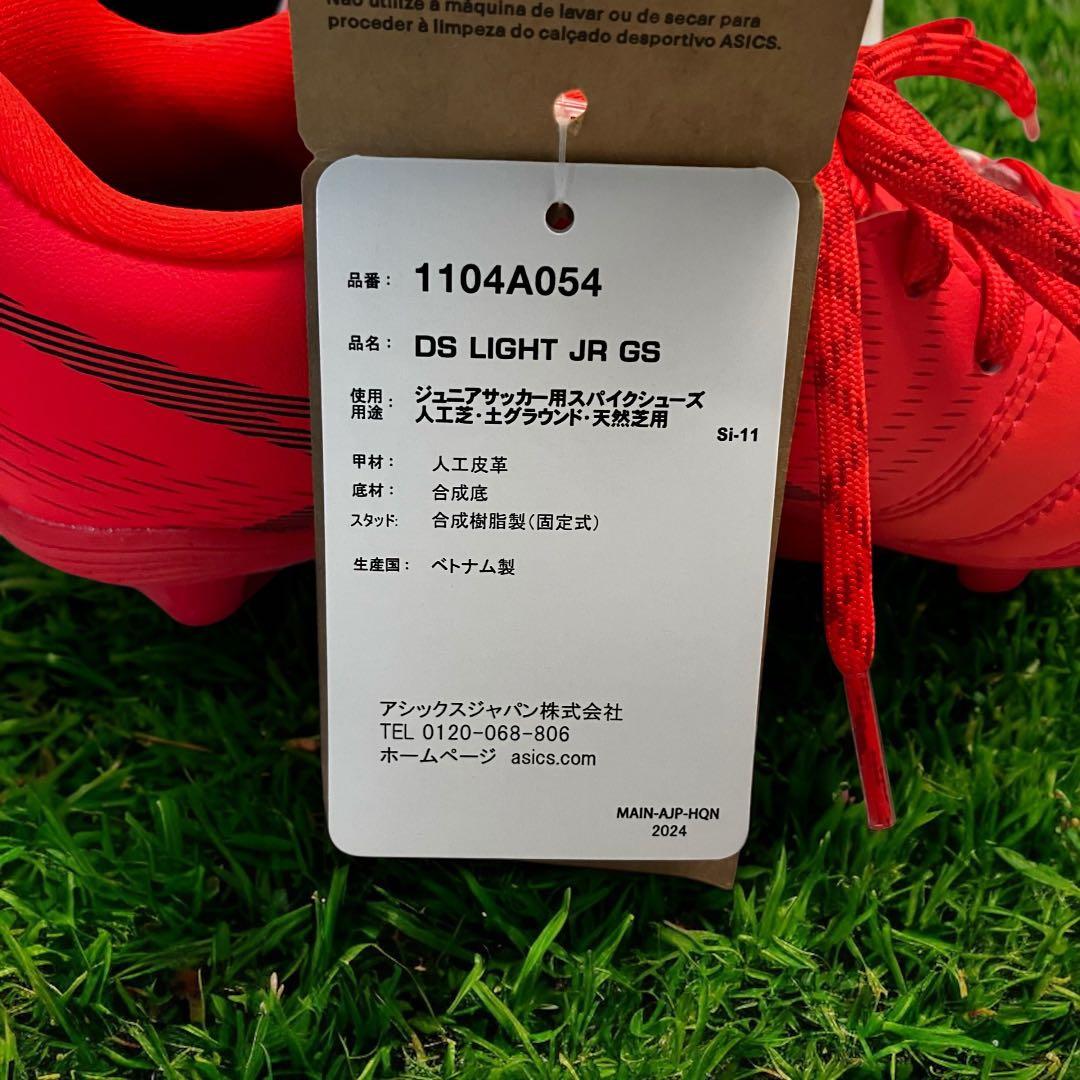 Não utilize a máquina de lavar ou de secar para
proceder à limpeza do calçado desportivo ASICS.
品番: 1104A054
品名: DS LIGHT JR GS
使用用途: ジュニアサッカー用スパイクシューズ
人工芝・土グラウンド・天然芝用
Si-11
甲材: 人工皮革
底材: 合成底
スタッド: 合成樹脂製(固定式)
生産国: ベトナム製
アシックスジャパン株式会社
TEL 0120-068-806
ホームページ asics.com
MAIN-AJP-HQN
2024